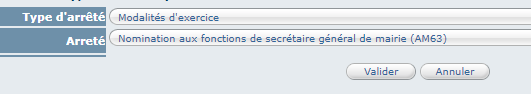 Type d'arrêté Modalités d'exercice
Arreté Nomination aux fonctions de secrétaire général de mairie (AM63)
Valider Annuler